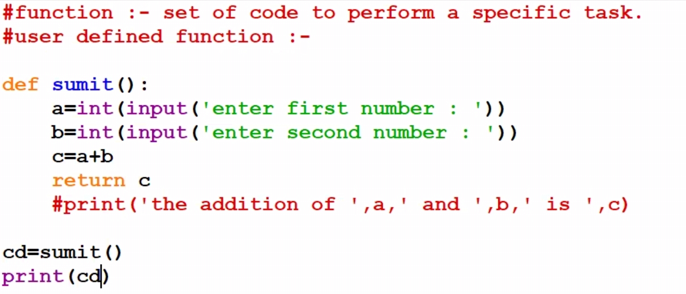 #function :- set of code to perform a specific task.
#user defined function :-
def sumit():
    a=int(input('enter first number : '))
    b=int(input('enter second number : '))
    c=a+b
    return c
    #print('the addition of ',a,' and ',b,' is ',c)
cd=sumit()
print(cd)